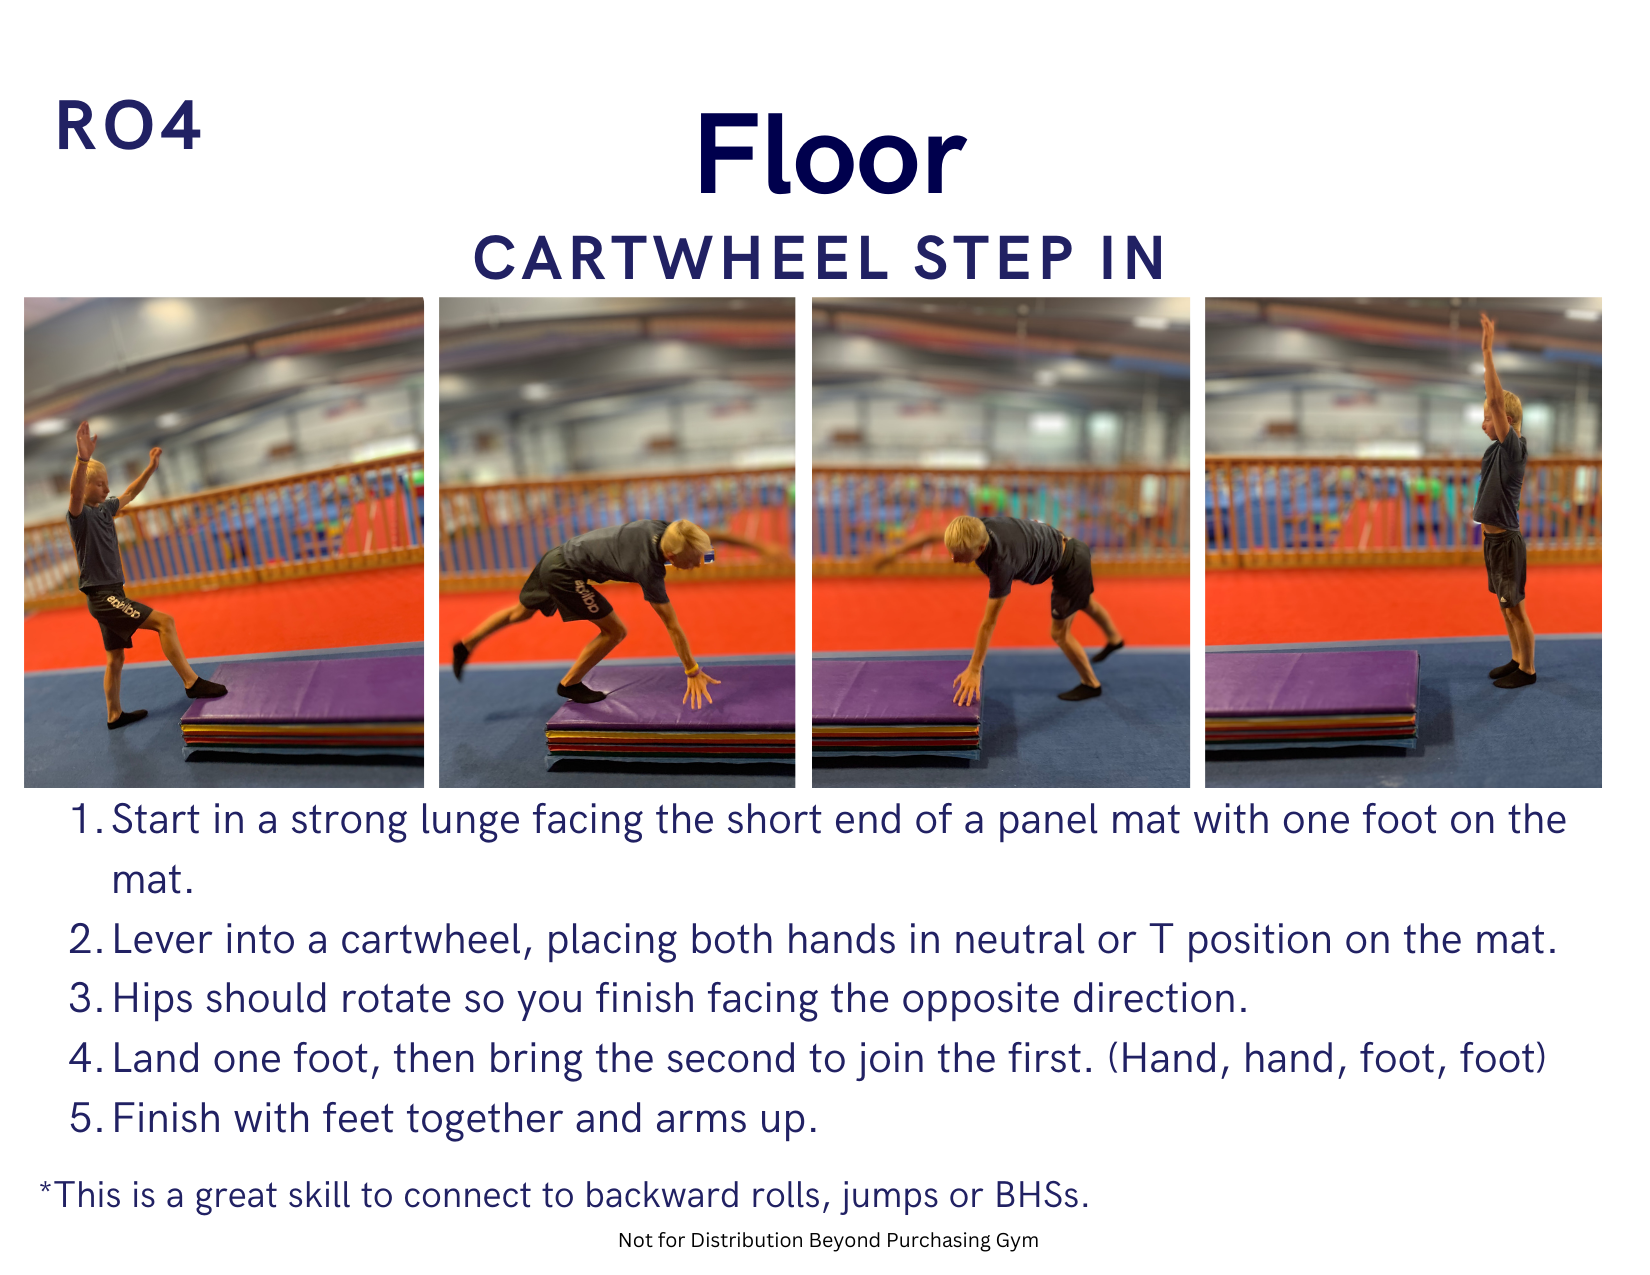 RO4
Floor
CARTWHEEL STEP IN
adidas
adidas
1. Start in a strong lunge facing the short end of a panel mat with one foot on the
mat.
2. Lever into a cartwheel, placing both hands in neutral or T position on the mat.
3. Hips should rotate so you finish facing the opposite direction.
4. Land one foot, then bring the second to join the first. (Hand, hand, foot, foot)
5. Finish with feet together and arms up.
*This is a great skill to connect to backward rolls, jumps or BHSs.
Not for Distribution Beyond Purchasing Gym